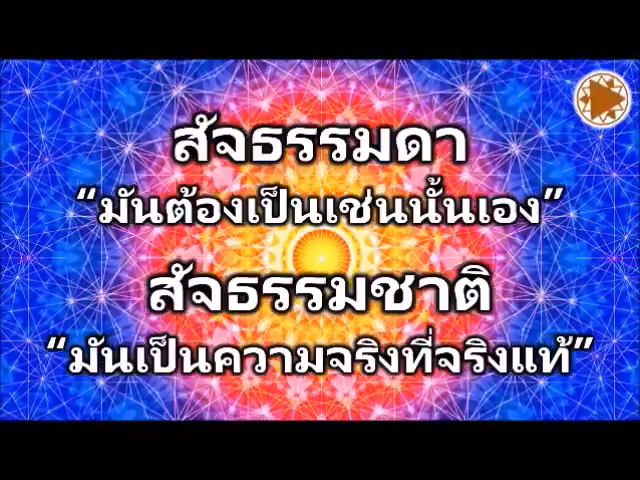 สัจธรรมดา
“มันต้องเป็นเช่นนั้นเอง”
สัจธรรมชาติ
“มันเป็นความจริงที่จริงแท้”